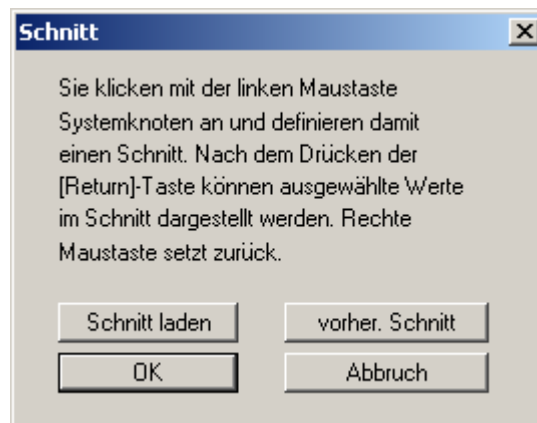 Schnitt
Sie klicken mit der linken Maustaste
Systemknoten an und definieren damit
einen Schnitt. Nach dem Drücken der
[Return]-Taste können ausgewählte Werte
im Schnitt dargestellt werden. Rechte
Maustaste setzt zurück.
Schnitt laden
vorher. Schnitt
OK
Abbruch